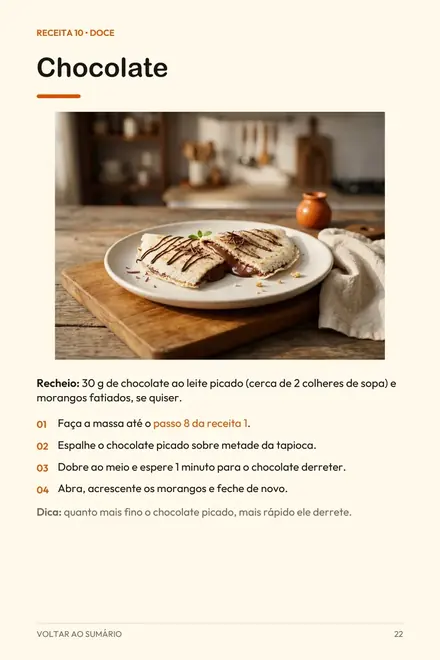 RECEITA 10 • DOCE
Chocolate
Recheio: 30 g de chocolate ao leite picado (cerca de 2 colheres de sopa) e
morangos fatiados, se quiser.
01 Faça a massa até o passo 8 da receita 1.
02 Espalhe o chocolate picado sobre metade da tapioca.
03 Dobre ao meio e espere 1 minuto para o chocolate derreter.
04 Abra, acrescente os morangos e feche de novo.
Dica: quanto mais fino o chocolate picado, mais rápido ele derrete.
VOLTAR AO SUMÁRIO 22